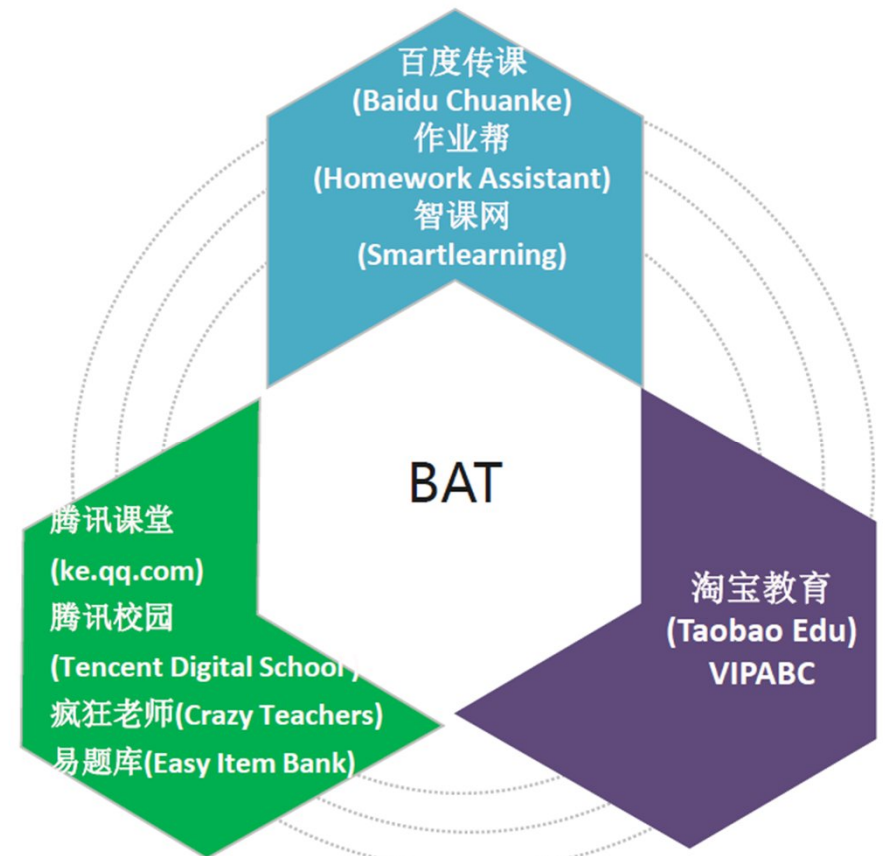 百度传课
(Baidu Chuanke)
作业帮
(Homework Assistant)
智课网
(Smartlearning)
BAT
腾讯课堂
(ke.qq.com)
腾讯校园
(Tencent Digital School)
疯狂老师(Crazy Teachers)
易题库(Easy Item Bank)
淘宝教育
(Taobao Edu)
VIPABC